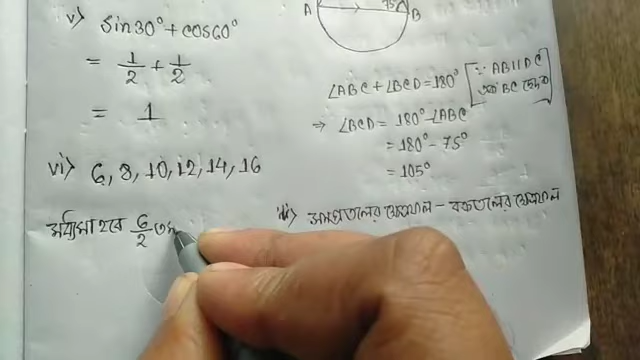 v> sin30° + cos60°
= 1/2 + 1/2
= 1
vi> 6, 8, 10, 12, 14, 16
মধ্যমা হবে 6/2 তম
A 75° B
∠ABC + ∠BCD = 180° [∵ AB || DC
BC ছেদক]
⇒ ∠BCD = 180° - ∠ABC
= 180° - 75°
= 105°
সমগ্রতলের ক্ষেত্রফল - বক্রতলের ক্ষেত্রফল